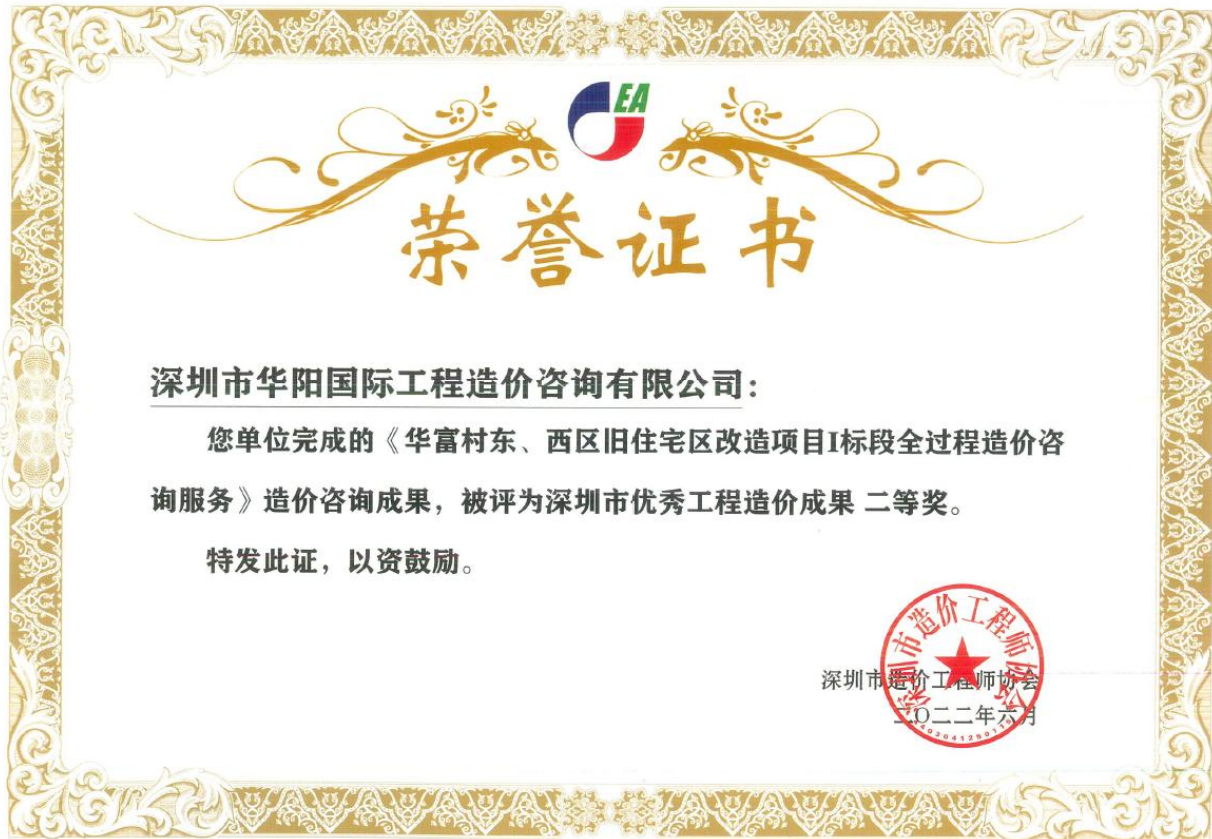 EA
荣誉证书
深圳市华阳国际工程造价咨询有限公司：
您单位完成的《华富村东、西区旧住宅区改造项目I标段全过程造价咨
询服务》造价咨询成果，被评为深圳市优秀工程造价成果 二等奖。
特发此证，以资鼓励。
深圳市造价工程师协会
深圳市造价工程师协会
二〇二二年六月